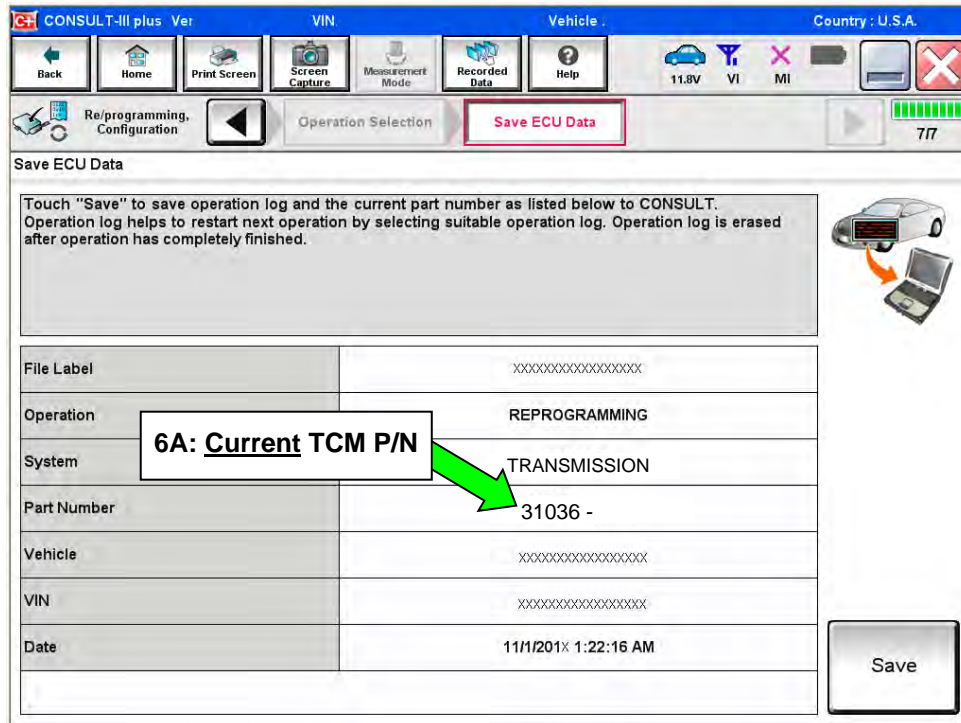 C+ CONSULT-III plus Ver VIN Vehicle . Country : U.S.A.
Back Home Print Screen Screen Capture Measurement Mode Recorded Data Help 11.8V VI MI
Re/programming, Configuration Operation Selection Save ECU Data 7/7
Save ECU Data
Touch "Save" to save operation log and the current part number as listed below to CONSULT.
Operation log helps to restart next operation by selecting suitable operation log. Operation log is erased
after operation has completely finished.
File Label XXXXXXXXXXXXXXXXX
Operation REPROGRAMMING
6A: Current TCM P/N
System TRANSMISSION
Part Number 31036 -
Vehicle XXXXXXXXXXXXXXXXX
VIN XXXXXXXXXXXXXXXXX
Date 11/1/201X 1:22:16 AM
Save